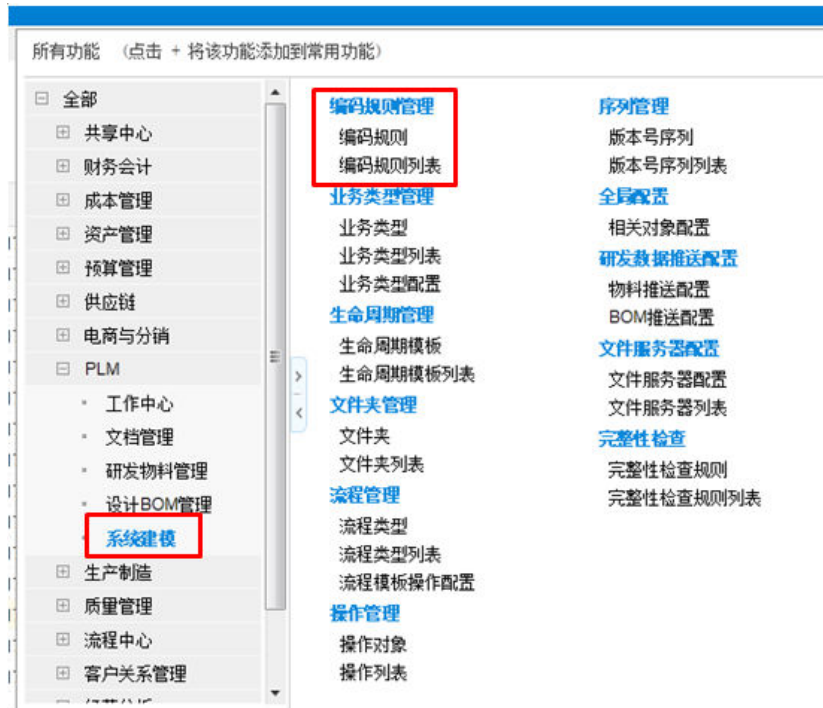 所有功能 （点击 + 将该功能添加到常用功能）
全部
共享中心
财务会计
成本管理
资产管理
预算管理
供应链
电商与分销
PLM
工作中心
文档管理
研发物料管理
设计BOM管理
系统建模
生产制造
质量管理
流程中心
客户关系管理
编码规则管理
编码规则
编码规则列表
业务类型管理
业务类型
业务类型列表
业务类型配置
生命周期管理
生命周期模板
生命周期模板列表
文件夹管理
文件夹
文件夹列表
流程管理
流程类型
流程类型列表
流程模板操作配置
操作管理
操作对象
操作列表
序列管理
版本号序列
版本号序列列表
全局配置
相关对象配置
研发数据推送配置
物料推送配置
BOM推送配置
文件服务器配置
文件服务器配置
文件服务器列表
完整性检查
完整性检查规则
完整性检查规则列表